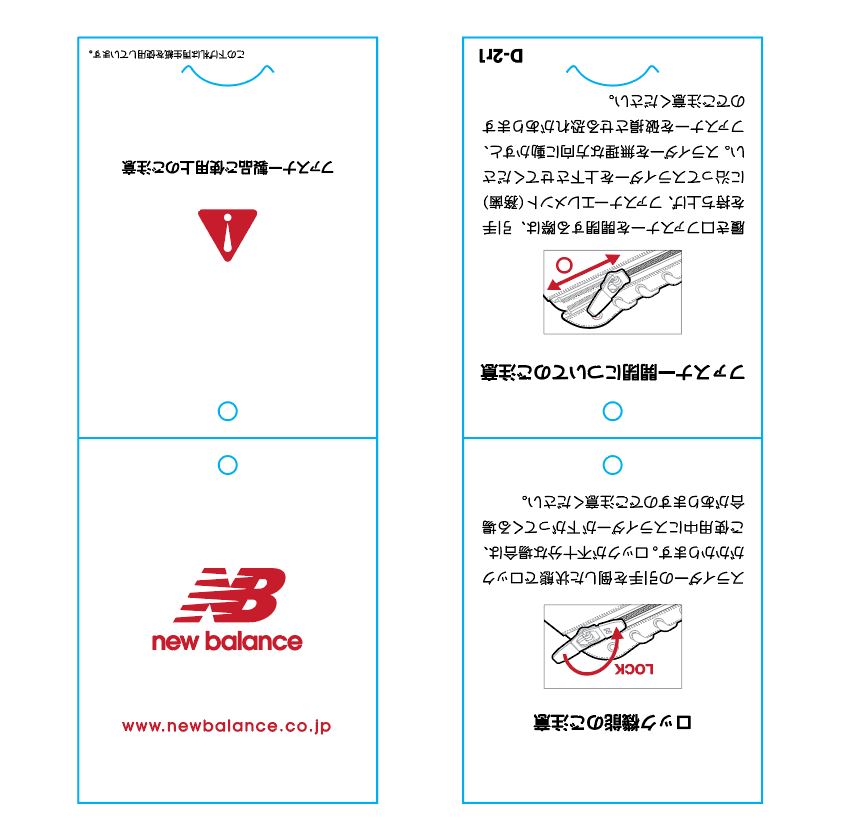 ファスナー製品ご使用上のご注意
この下げ札は再生紙を使用しています。
NB
new balance
www.newbalance.co.jp
ロック機能のご注意
LOCK
スライダーの引手を倒した状態でロック
がかかります。ロックが不十分な場合は、
ご使用中にスライダーが下がってくる場
合がありますのでご注意ください。
ファスナー開閉についてのご注意
履き口ファスナーを開閉する際は、引手
を持ち上げ、ファスナーエレメント(務歯)
に沿ってスライダーを上下させてくださ
い。スライダーを無理な方向に動かすと、
ファスナーを破損させる恐れがあります
のでご注意ください。
D-2r1